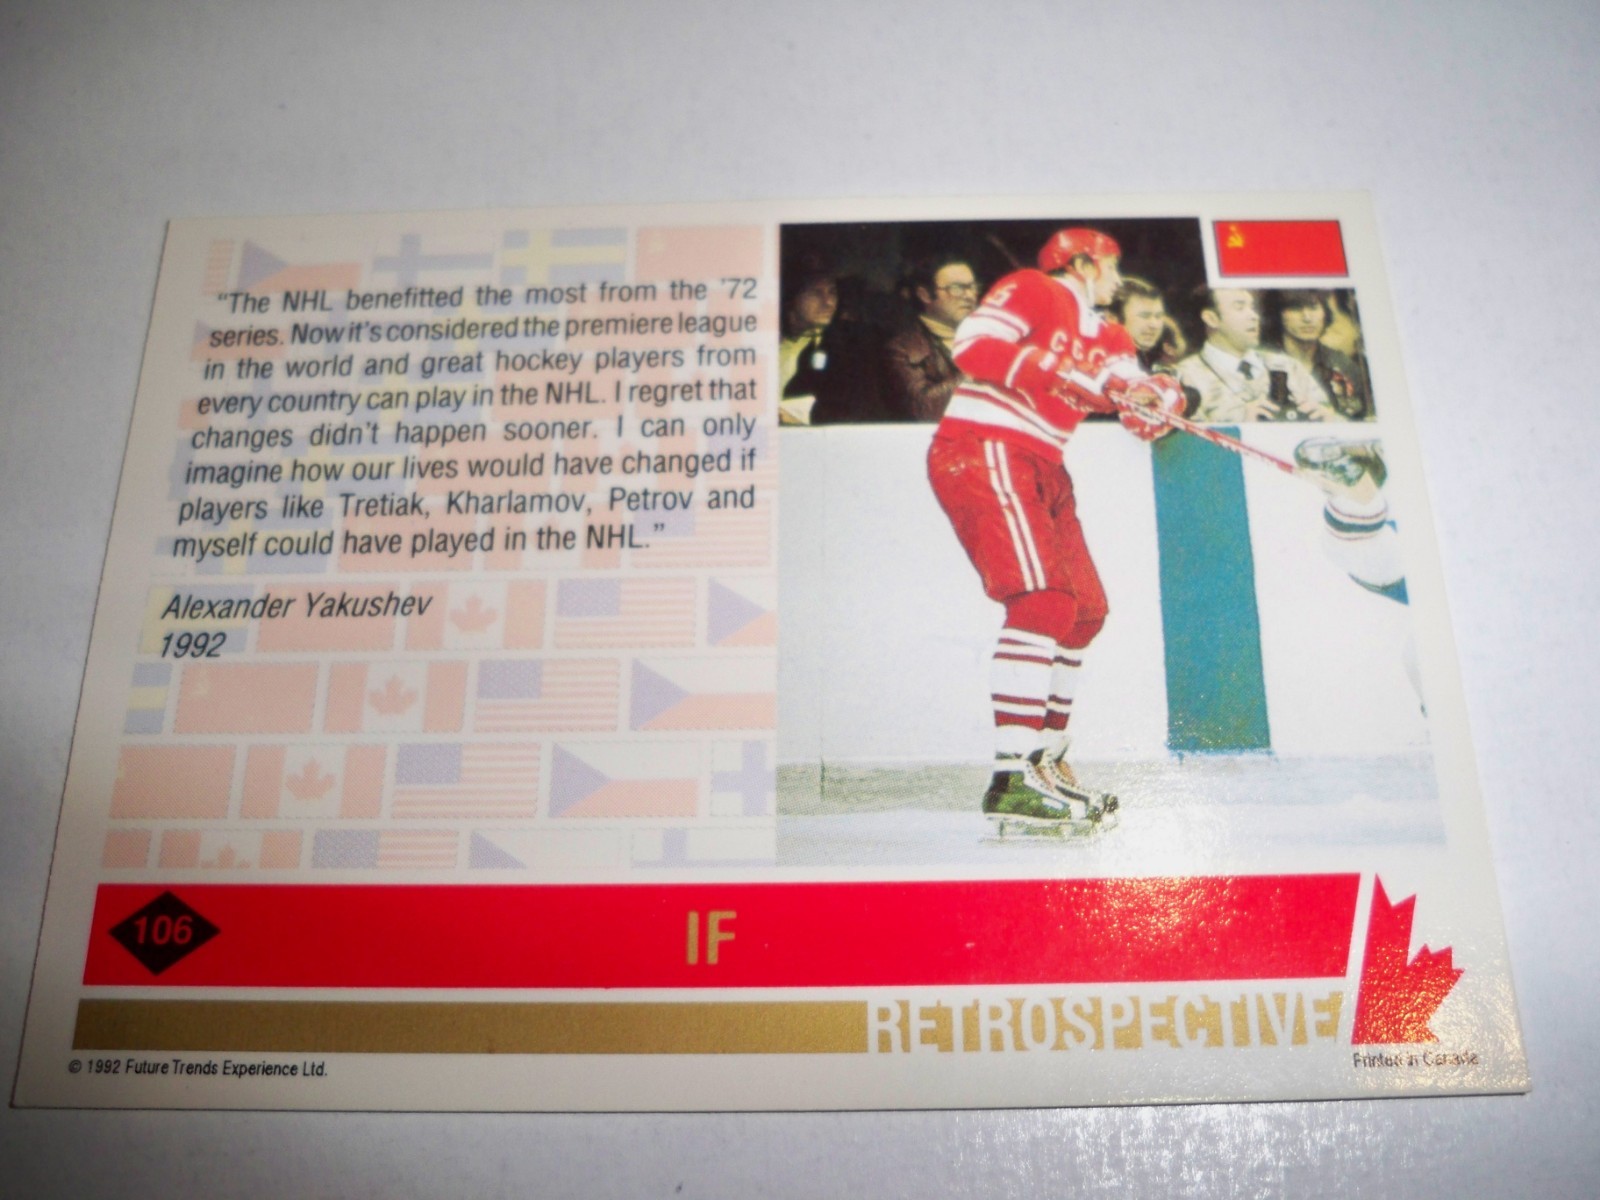 "The NHL benefitted the most from the '72
series. Now it's considered the premiere league
in the world and great hockey players from
every country can play in the NHL. I regret that
changes didn't happen sooner. I can only
imagine how our lives would have changed if
players like Tretiak, Kharlamov, Petrov and
myself could have played in the NHL."
Alexander Yakushev
1992
CCCP
106
IF
RETROSPECTIVE
© 1992 Future Trends Experience Ltd.
Printed in Canada